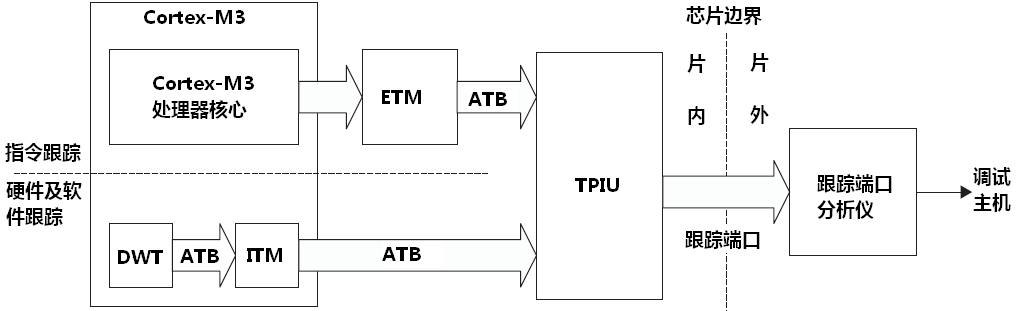 Cortex-M3
芯片边界
Cortex-M3
处理器核心
ETM
ATB
片
内
片
外
指令跟踪
硬件及软
件跟踪
TPIU
跟踪端口
分析仪
调试
主机
跟踪端口
DWT
ATB
ITM
ATB